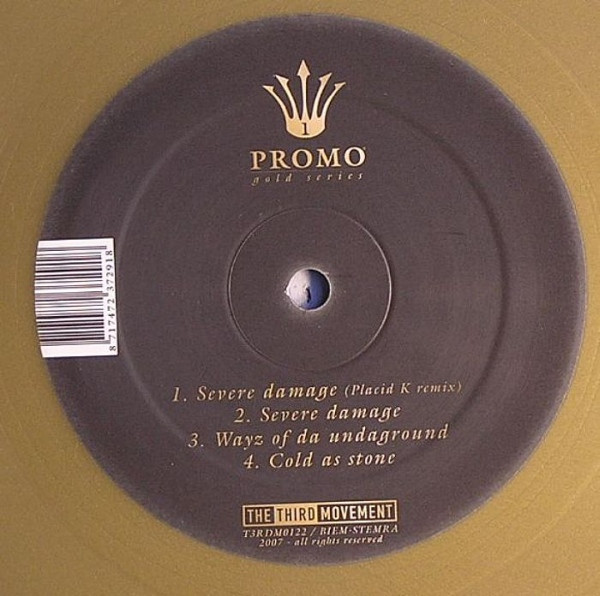 1
PROMO
gold series
8 717472 372918
1. Severe damage (Placid K remix)
2. Severe damage
3. Wayz of da undaground
4. Cold as stone
THE THIRD MOVEMENT
T3RDM0122 / BIEM-STEMRA
2007 - all rights reserved